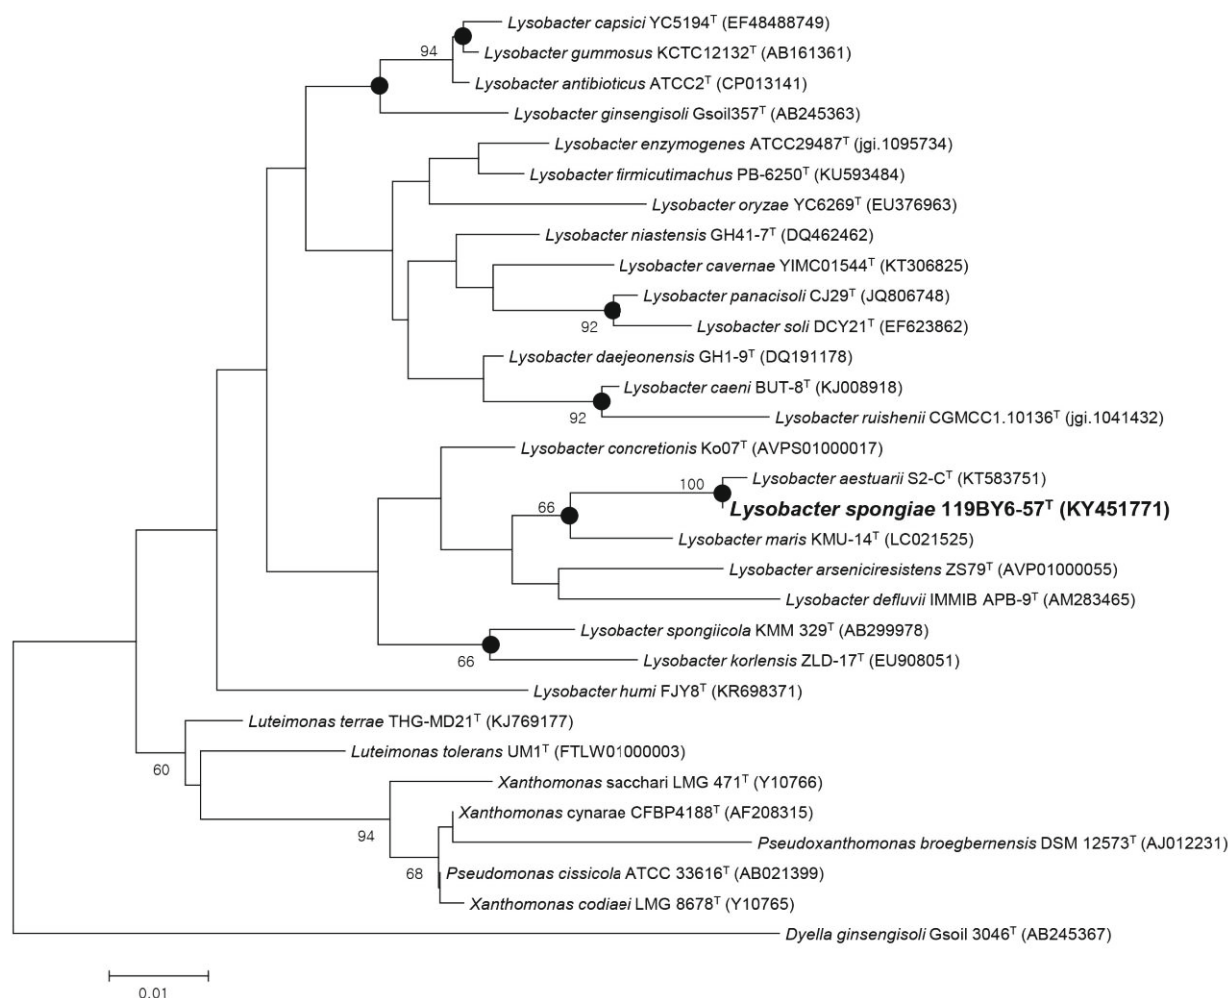 Lysobacter capsici YC5194ᵀ (EF48488749)
94
Lysobacter gummosus KCTC12132ᵀ (AB161361)
Lysobacter antibioticus ATCC2ᵀ (CP013141)
Lysobacter ginsengisoli Gsoil357ᵀ (AB245363)
Lysobacter enzymogenes ATCC29487ᵀ (jgi.1095734)
Lysobacter firmicutimachus PB-6250ᵀ (KU593484)
Lysobacter oryzae YC6269ᵀ (EU376963)
Lysobacter niastensis GH41-7ᵀ (DQ462462)
Lysobacter cavernae YIMC01544ᵀ (KT306825)
Lysobacter panacisoli CJ29ᵀ (JQ806748)
92
Lysobacter soli DCY21ᵀ (EF623862)
Lysobacter daejeonensis GH1-9ᵀ (DQ191178)
Lysobacter caeni BUT-8ᵀ (KJ008918)
92
Lysobacter ruishenii CGMCC1.10136ᵀ (jgi.1041432)
Lysobacter concretionis Ko07ᵀ (AVPS01000017)
Lysobacter aestuarii S2-Cᵀ (KT583751)
100
66
Lysobacter spongiae 119BY6-57ᵀ (KY451771)
Lysobacter maris KMU-14ᵀ (LC021525)
Lysobacter arseniciresistens ZS79ᵀ (AVP01000055)
Lysobacter defluvii IMMIB APB-9ᵀ (AM283465)
Lysobacter spongiicola KMM 329ᵀ (AB299978)
66
Lysobacter korlensis ZLD-17ᵀ (EU908051)
Lysobacter humi FJY8ᵀ (KR698371)
Luteimonas terrae THG-MD21ᵀ (KJ769177)
60
Luteimonas tolerans UM1ᵀ (FTLW01000003)
Xanthomonas sacchari LMG 471ᵀ (Y10766)
Xanthomonas cynarae CFBP4188ᵀ (AF208315)
94
Pseudoxanthomonas broegbernensis DSM 12573ᵀ (AJ012231)
68
Pseudomonas cissicola ATCC 33616ᵀ (AB021399)
Xanthomonas codiaei LMG 8678ᵀ (Y10765)
Dyella ginsengisoli Gsoil 3046ᵀ (AB245367)
0.01